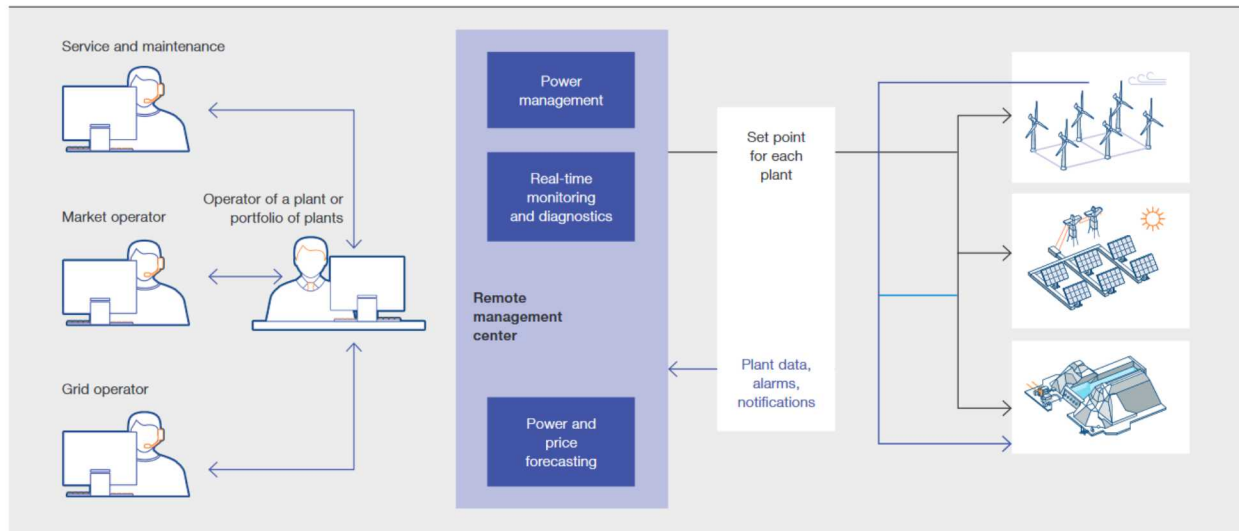 Service and maintenance
Market operator
Operator of a plant or
portfolio of plants
Grid operator
Power
management
Real-time
monitoring
and diagnostics
Remote
management
center
Power and
price
forecasting
Set point
for each
plant
Plant data,
alarms,
notifications